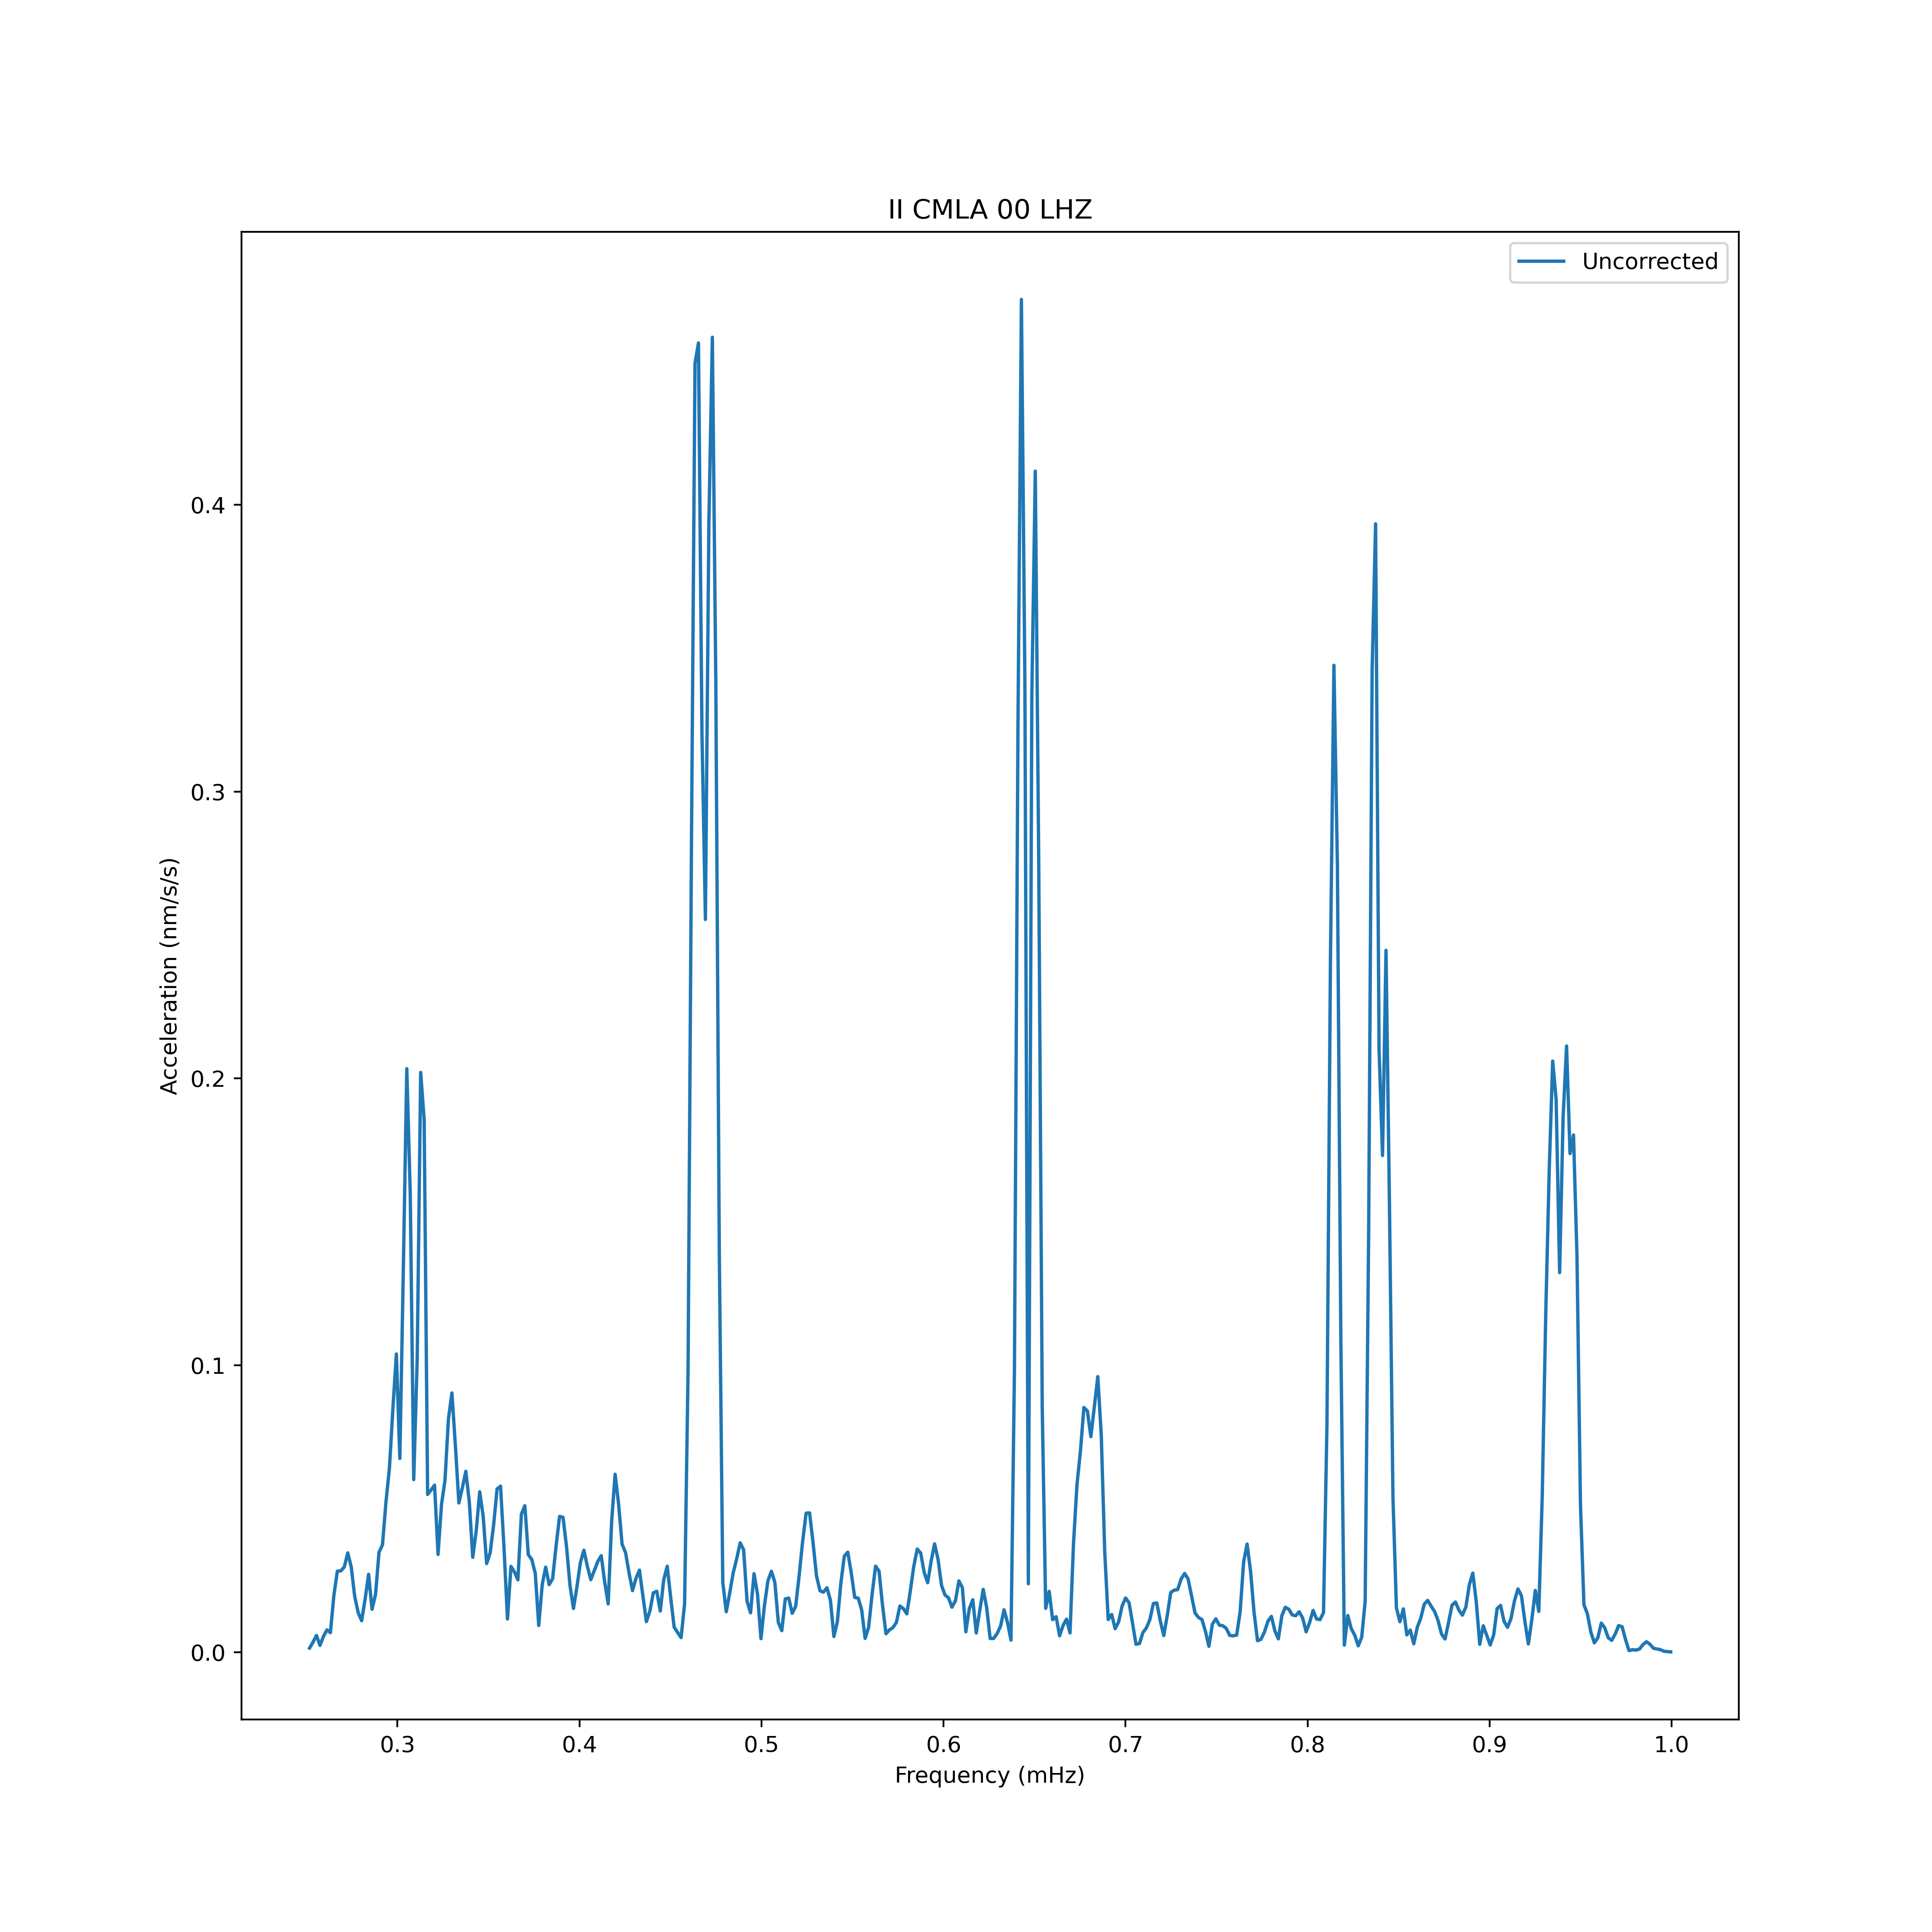 II CMLA 00 LHZ
Uncorrected
0.4
0.3
0.2
0.1
0.0
Acceleration (nm/s/s)
0.3 0.4 0.5 0.6 0.7 0.8 0.9 1.0
Frequency (mHz)